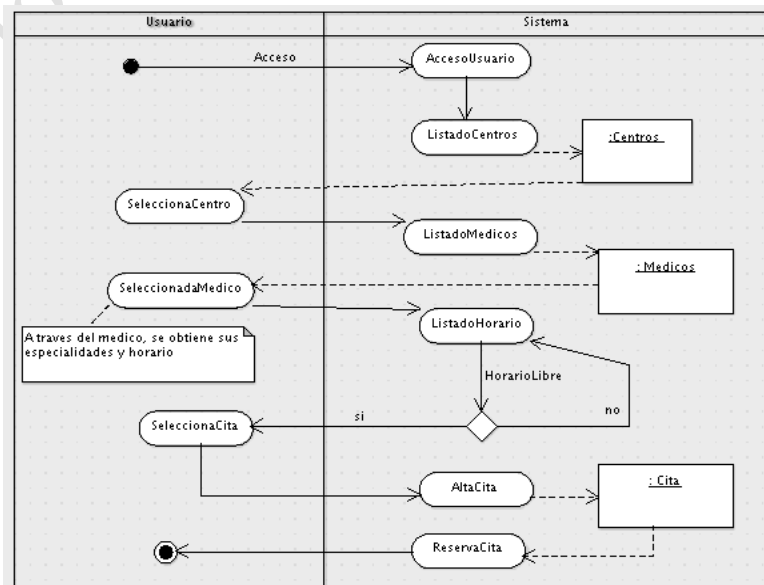 Usuario
Sistema
Acceso
AccesoUsuario
ListadoCentros
:Centros
SeleccionaCentro
ListadoMedicos
: Medicos
SeleccionadaMedico
ListadoHorario
A traves del medico, se obtiene sus
especialidades y horario
HorarioLibre
si
no
SeleccionaCita
AltaCita
: Cita
ReservaCita